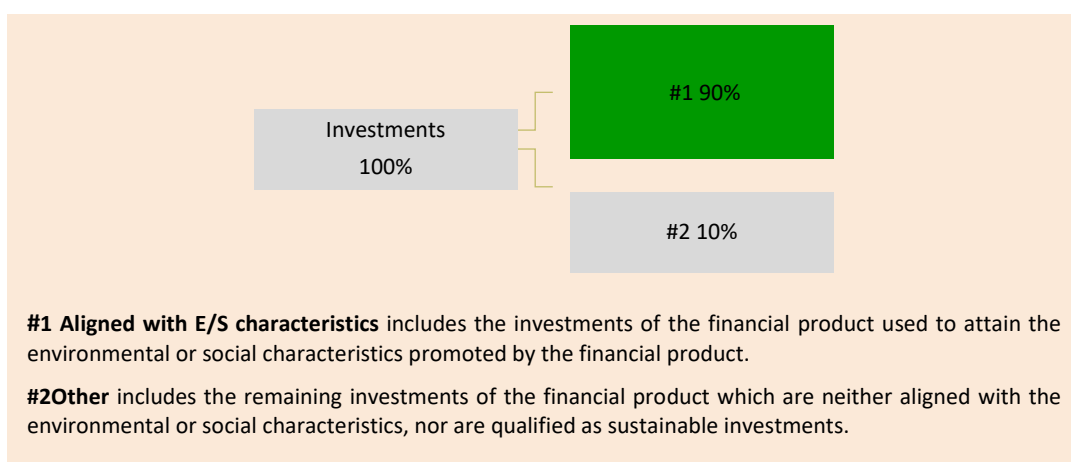 #1 90%
Investments
100%
#2 10%
#1 Aligned with E/S characteristics includes the investments of the financial product used to attain the
environmental or social characteristics promoted by the financial product.
#2Other includes the remaining investments of the financial product which are neither aligned with the
environmental or social characteristics, nor are qualified as sustainable investments.